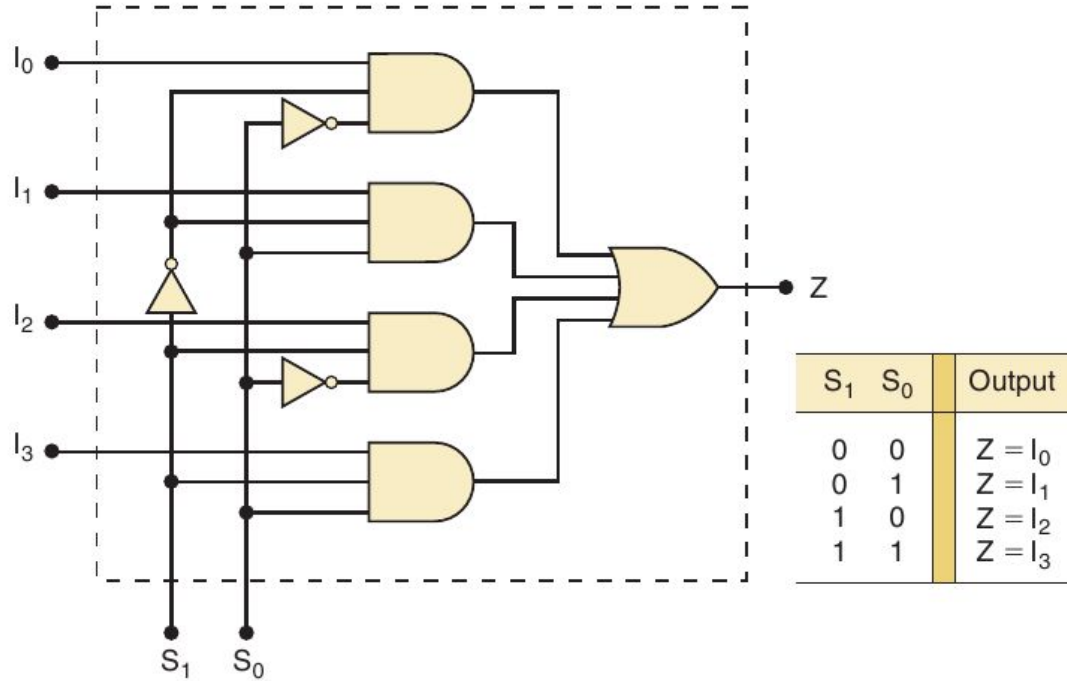 I₀
I₁
I₂
I₃
Z
S₁ S₀
S₁ S₀ Output
0 0 Z = I₀
0 1 Z = I₁
1 0 Z = I₂
1 1 Z = I₃